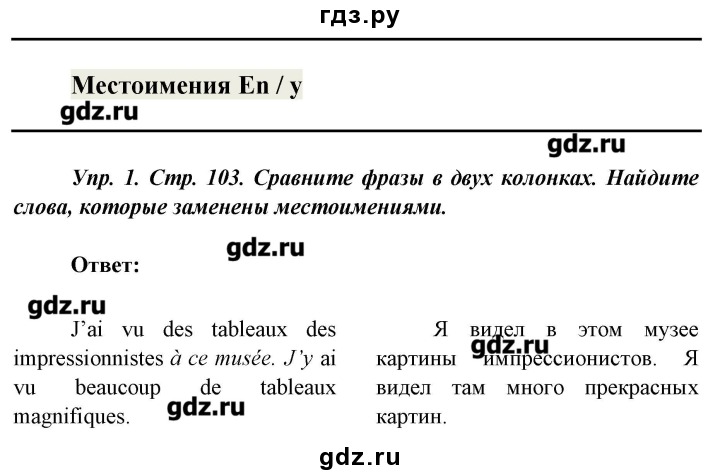 гдз.ру
Местоимения En / y
gdz.ru
gdz.ru
Упр. 1. Стр. 103. Сравните фразы в двух колонках. Найдите
слова, которые заменены местоимениями.
gdz.ru
Ответ:
gdz.ru
J'ai vu des tableaux des
impressionnistes à ce musée. J'y ai
vu beaucoup de tableaux
magnifiques.
gdz.ru
Я видел в этом музее
картины импрессионистов. Я
видел там много прекрасных
картин.
gdz.ru
gdz.ru